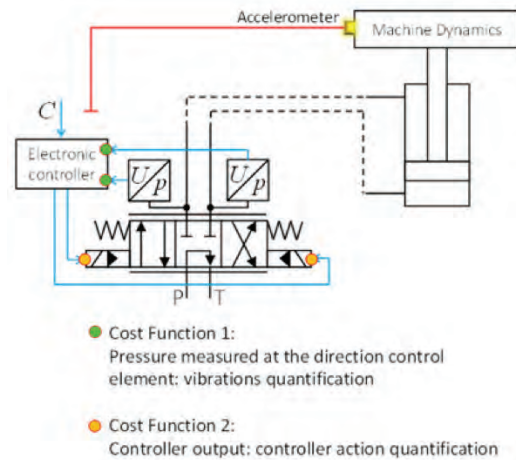 Accelerometer
Machine Dynamics
C
Electronic
controller
U
p
U
p
P
T
Cost Function 1:
Pressure measured at the direction control
element: vibrations quantification
Cost Function 2:
Controller output: controller action quantification